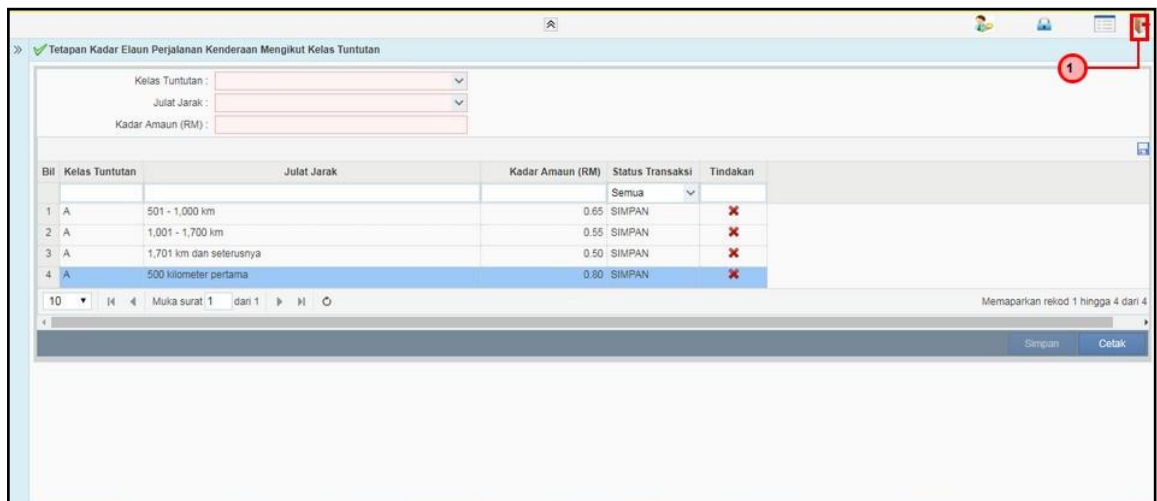 Tetapan Kadar Elaun Perjalanan Kenderaan Mengikut Kelas Tuntutan
1
Kelas Tuntutan :
Julat Jarak :
Kadar Amaun (RM) :
Bil Kelas Tuntutan Julat Jarak Kadar Amaun (RM) Status Transaksi Tindakan
Semua
1 A 501 - 1,000 km 0.65 SIMPAN
2 A 1,001 - 1,700 km 0.55 SIMPAN
3 A 1,701 km dan seterusnya 0.50 SIMPAN
4 A 500 kilometer pertama 0.80 SIMPAN
10 Muka surat 1 dari 1 Memaparkan rekod 1 hingga 4 dari 4
Simpan Cetak